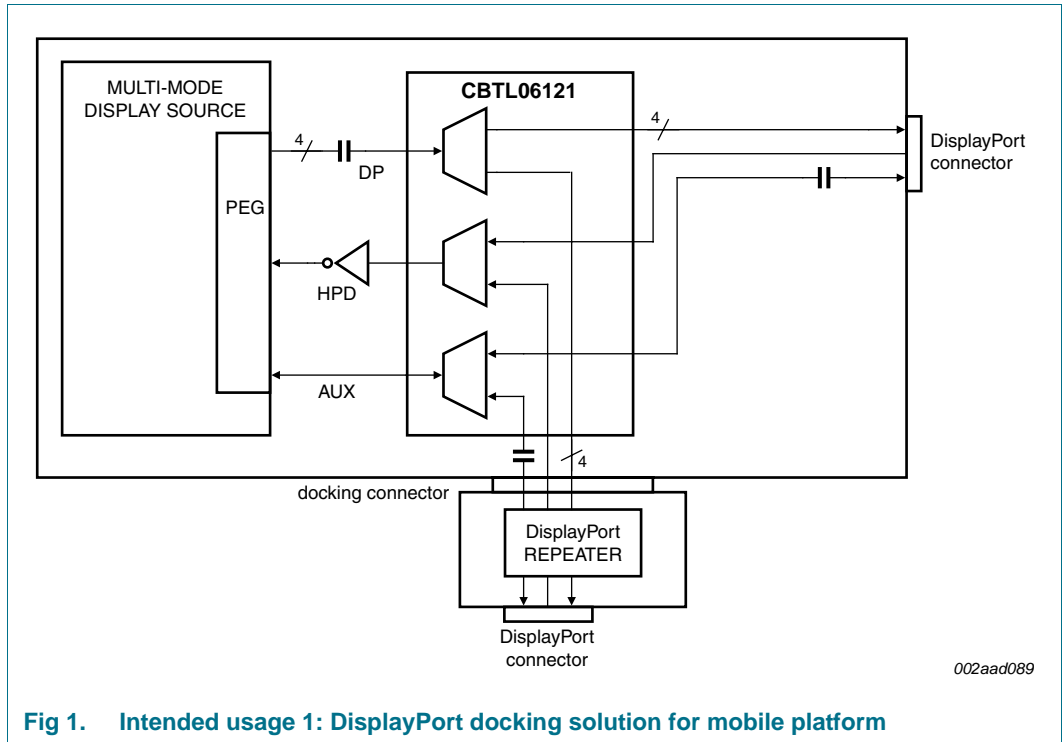 MULTI-MODE
DISPLAY SOURCE
CBTL06121
4
4
DisplayPort
connector
DP
PEG
HPD
AUX
4
docking connector
DisplayPort
REPEATER
DisplayPort
connector
002aad089
Fig 1. Intended usage 1: DisplayPort docking solution for mobile platform